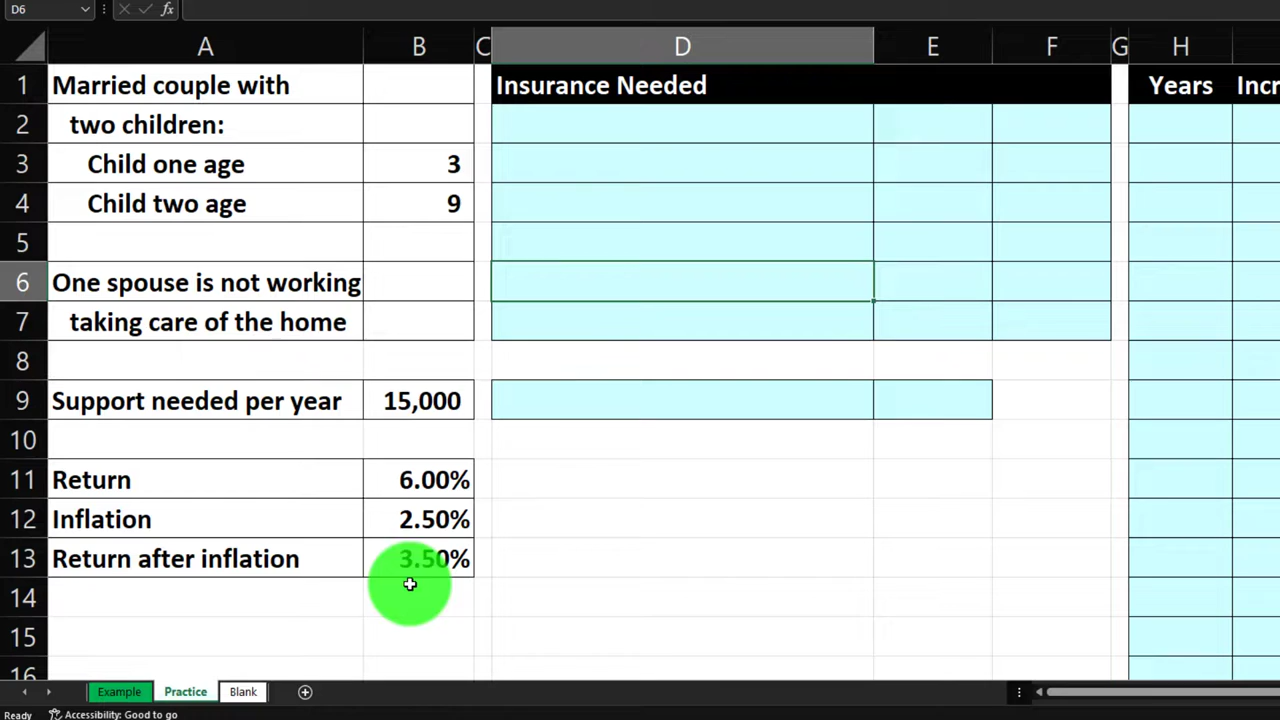 D6
fx
A B C D E F G H
1 Married couple with Insurance Needed Years Incr
2 two children:
3 Child one age 3
4 Child two age 9
5
6 One spouse is not working
7 taking care of the home
8
9 Support needed per year 15,000
10
11 Return 6.00%
12 Inflation 2.50%
13 Return after inflation 3.50%
14
15
16
Example Practice Blank
Ready Accessibility: Good to go